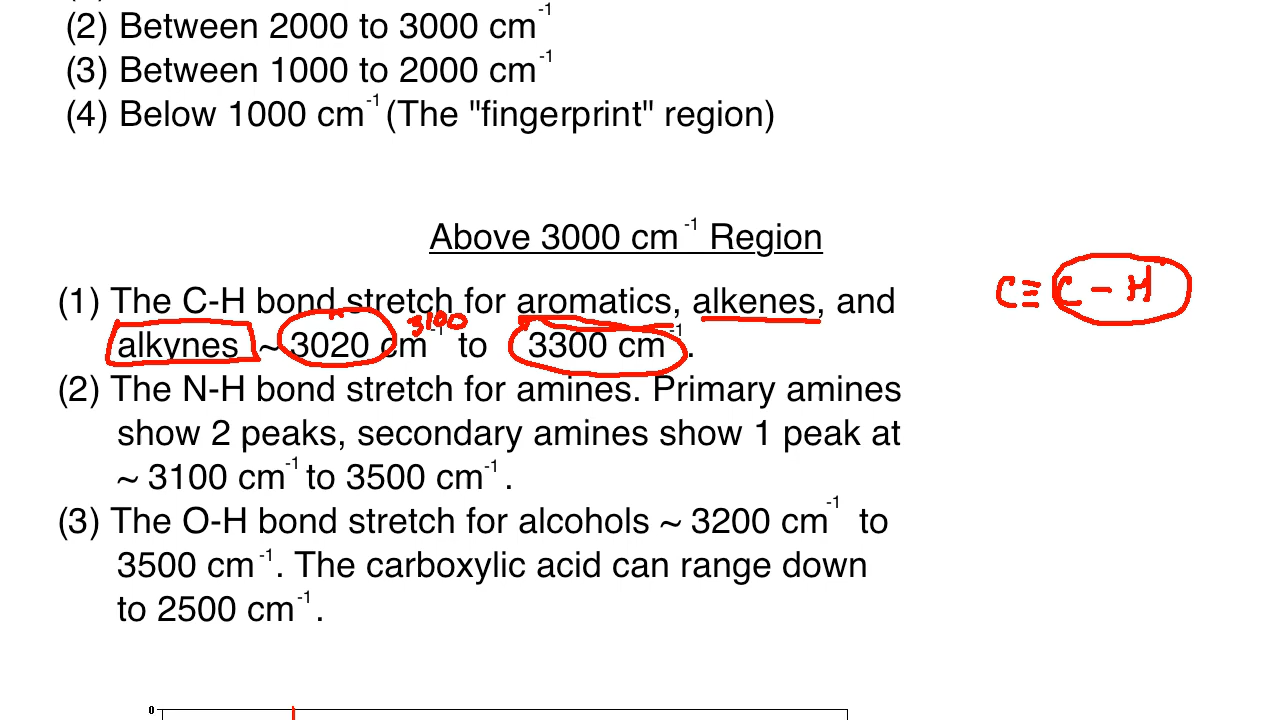 (2) Between 2000 to 3000 cm⁻¹
(3) Between 1000 to 2000 cm⁻¹
(4) Below 1000 cm⁻¹ (The "fingerprint" region)
Above 3000 cm⁻¹ Region
(1) The C-H bond stretch for aromatics, alkenes, and
C≡C-H
3100
alkynes ~ 3020 cm⁻¹ to 3300 cm⁻¹.
(2) The N-H bond stretch for amines. Primary amines
show 2 peaks, secondary amines show 1 peak at
~ 3100 cm⁻¹ to 3500 cm⁻¹.
(3) The O-H bond stretch for alcohols ~ 3200 cm⁻¹ to
3500 cm⁻¹. The carboxylic acid can range down
to 2500 cm⁻¹.
0